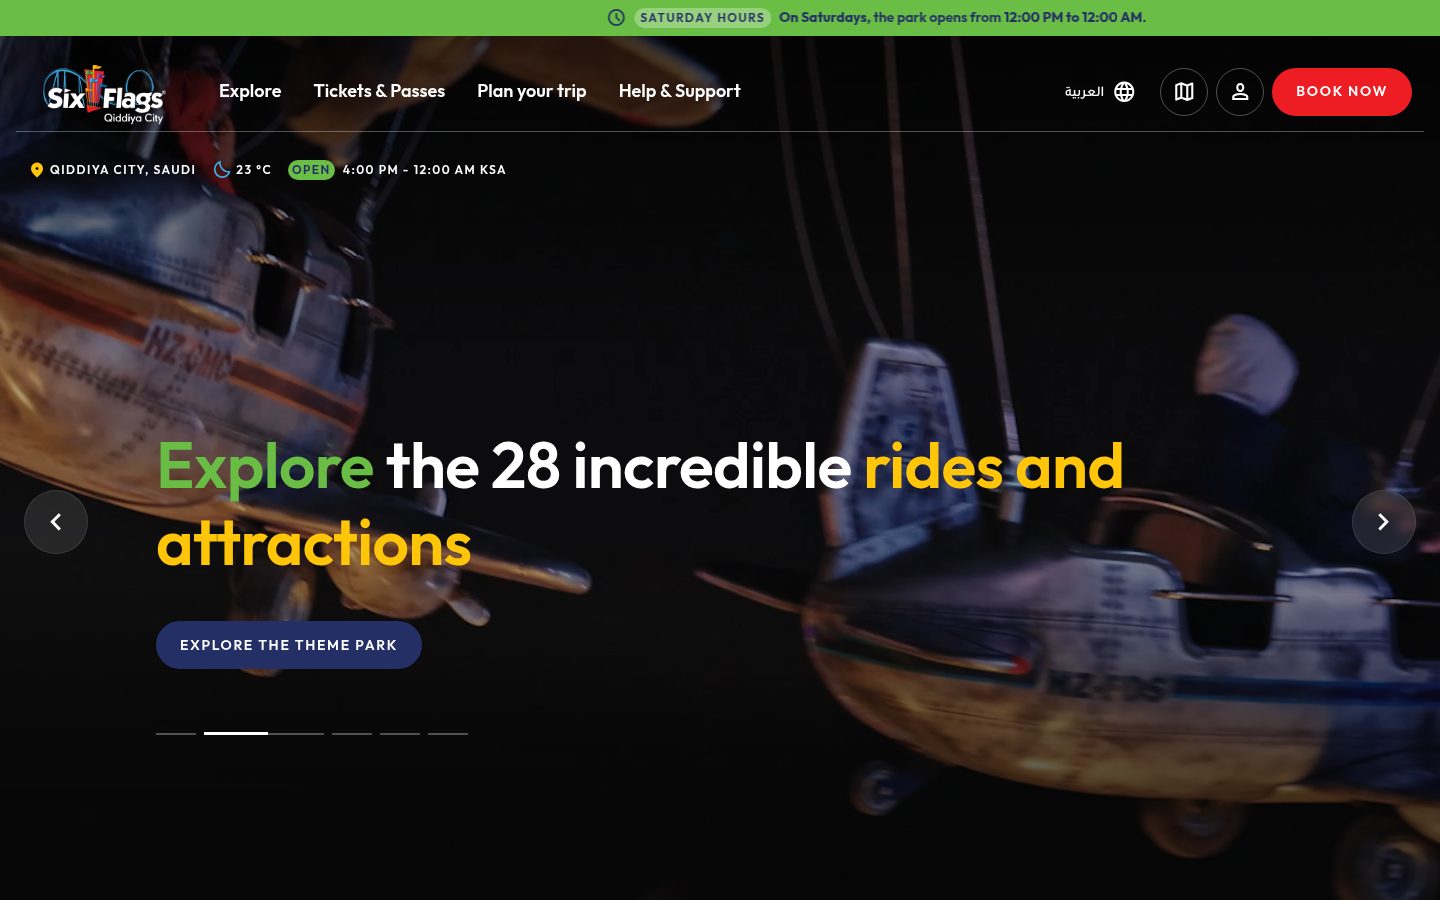 SATURDAY HOURS On Saturdays, the park opens from 12:00 PM to 12:00 AM.
Six Flags
Qiddiya City
Explore Tickets & Passes Plan your trip Help & Support العربية BOOK NOW
QIDDIYA CITY, SAUDI 23 °C OPEN 4:00 PM - 12:00 AM KSA
HZ-GMC
Explore the 28 incredible rides and
attractions
EXPLORE THE THEME PARK